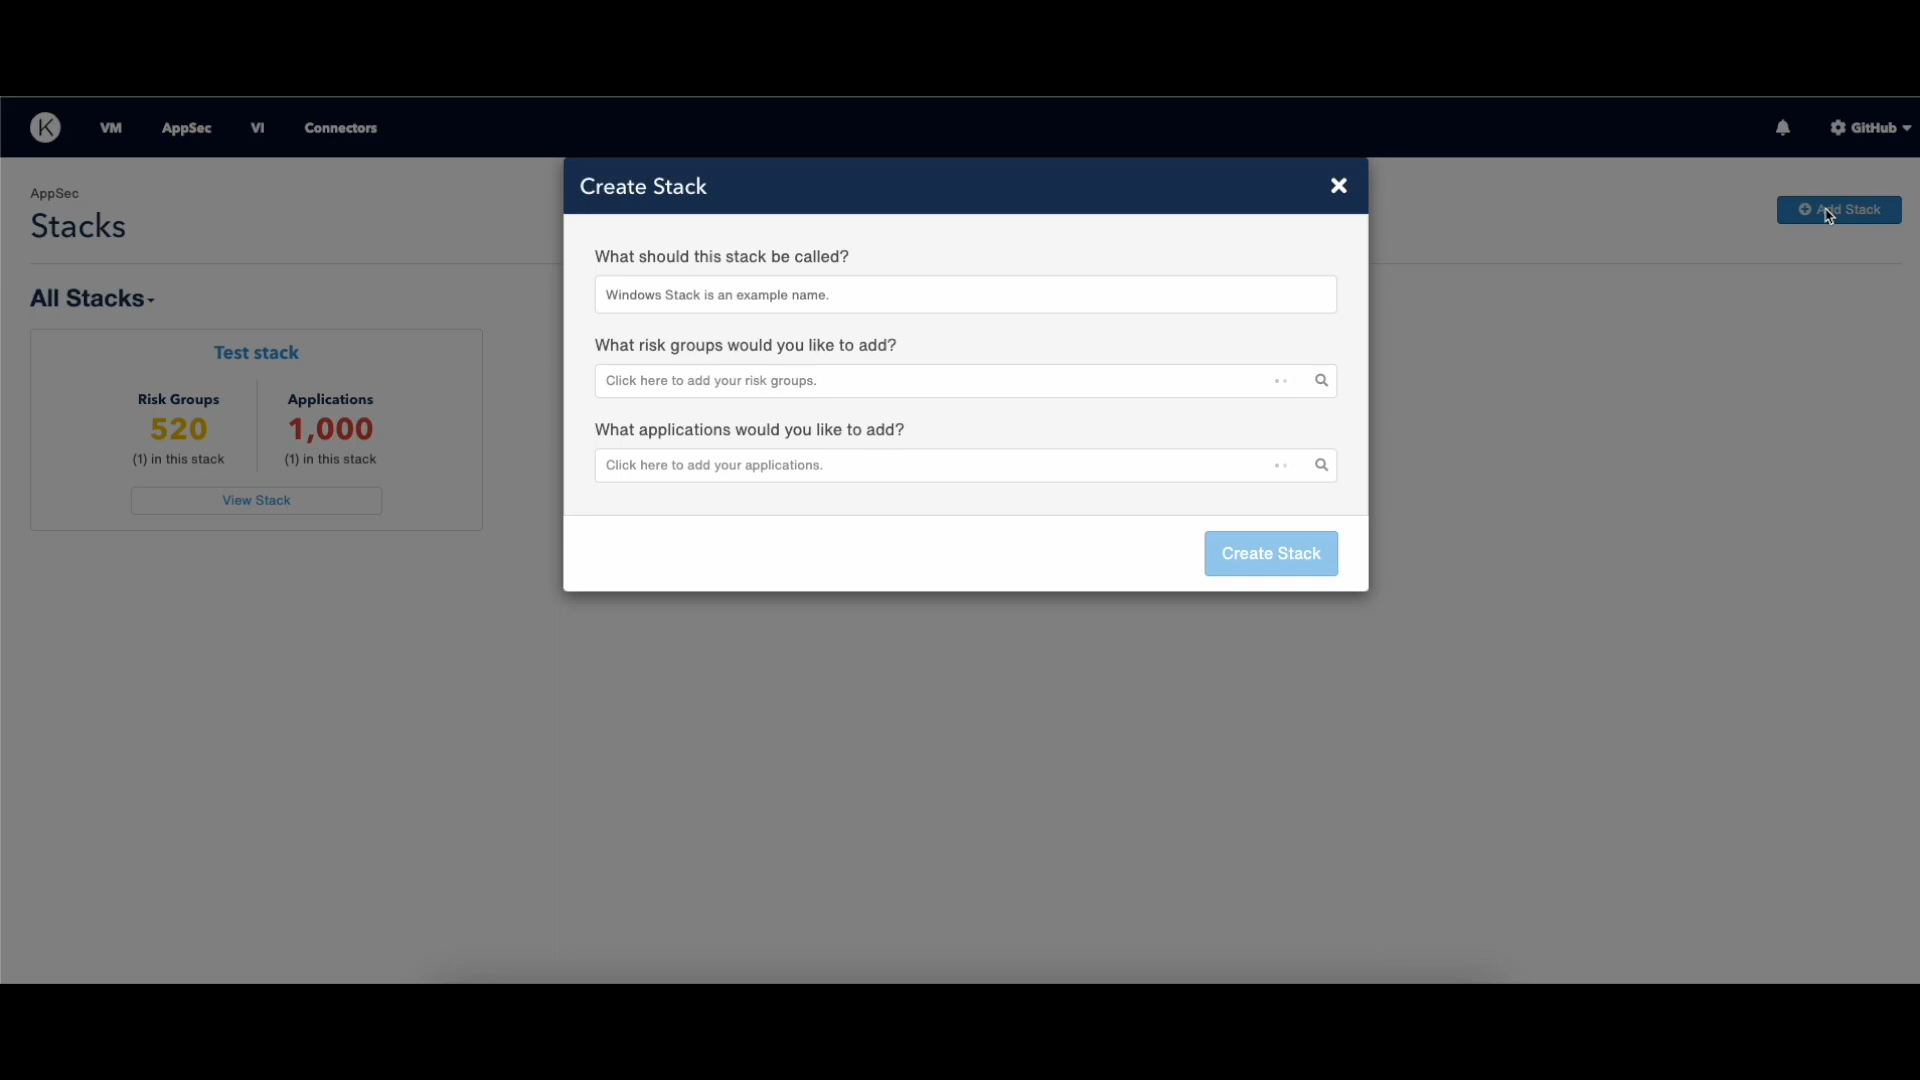 K
VM AppSec VI Connectors GitHub
AppSec
Stacks
Add Stack
All Stacks
Test stack
Risk Groups Applications
520 1,000
(1) in this stack (1) in this stack
View Stack
Create Stack
What should this stack be called?
Windows Stack is an example name.
What risk groups would you like to add?
Click here to add your risk groups.
What applications would you like to add?
Click here to add your applications.
Create Stack